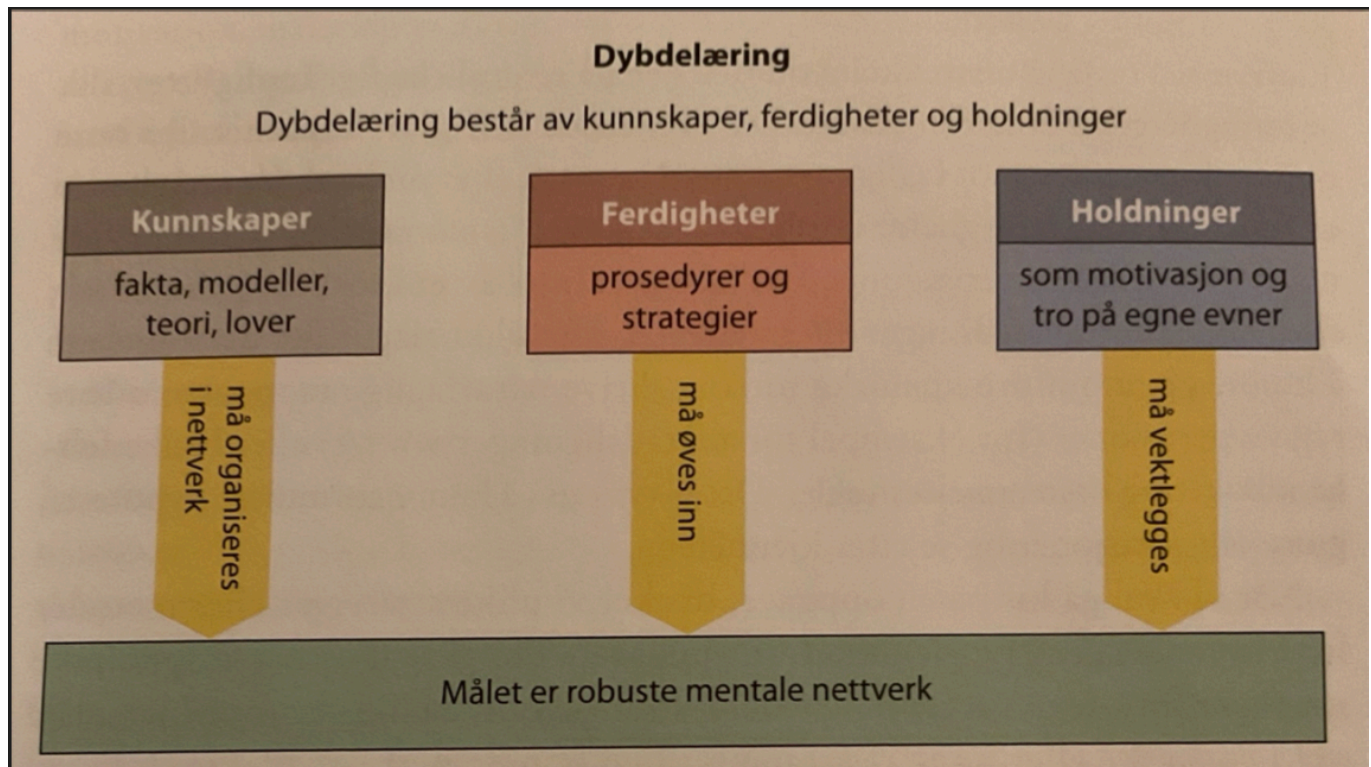 Dybdelæring
Dybdelæring består av kunnskaper, ferdigheter og holdninger
Kunnskaper
fakta, modeller,
teori, lover
må organiseres
i nettverk
Ferdigheter
prosedyrer og
strategier
må øves inn
Holdninger
som motivasjon og
tro på egne evner
må vektlegges
Målet er robuste mentale nettverk